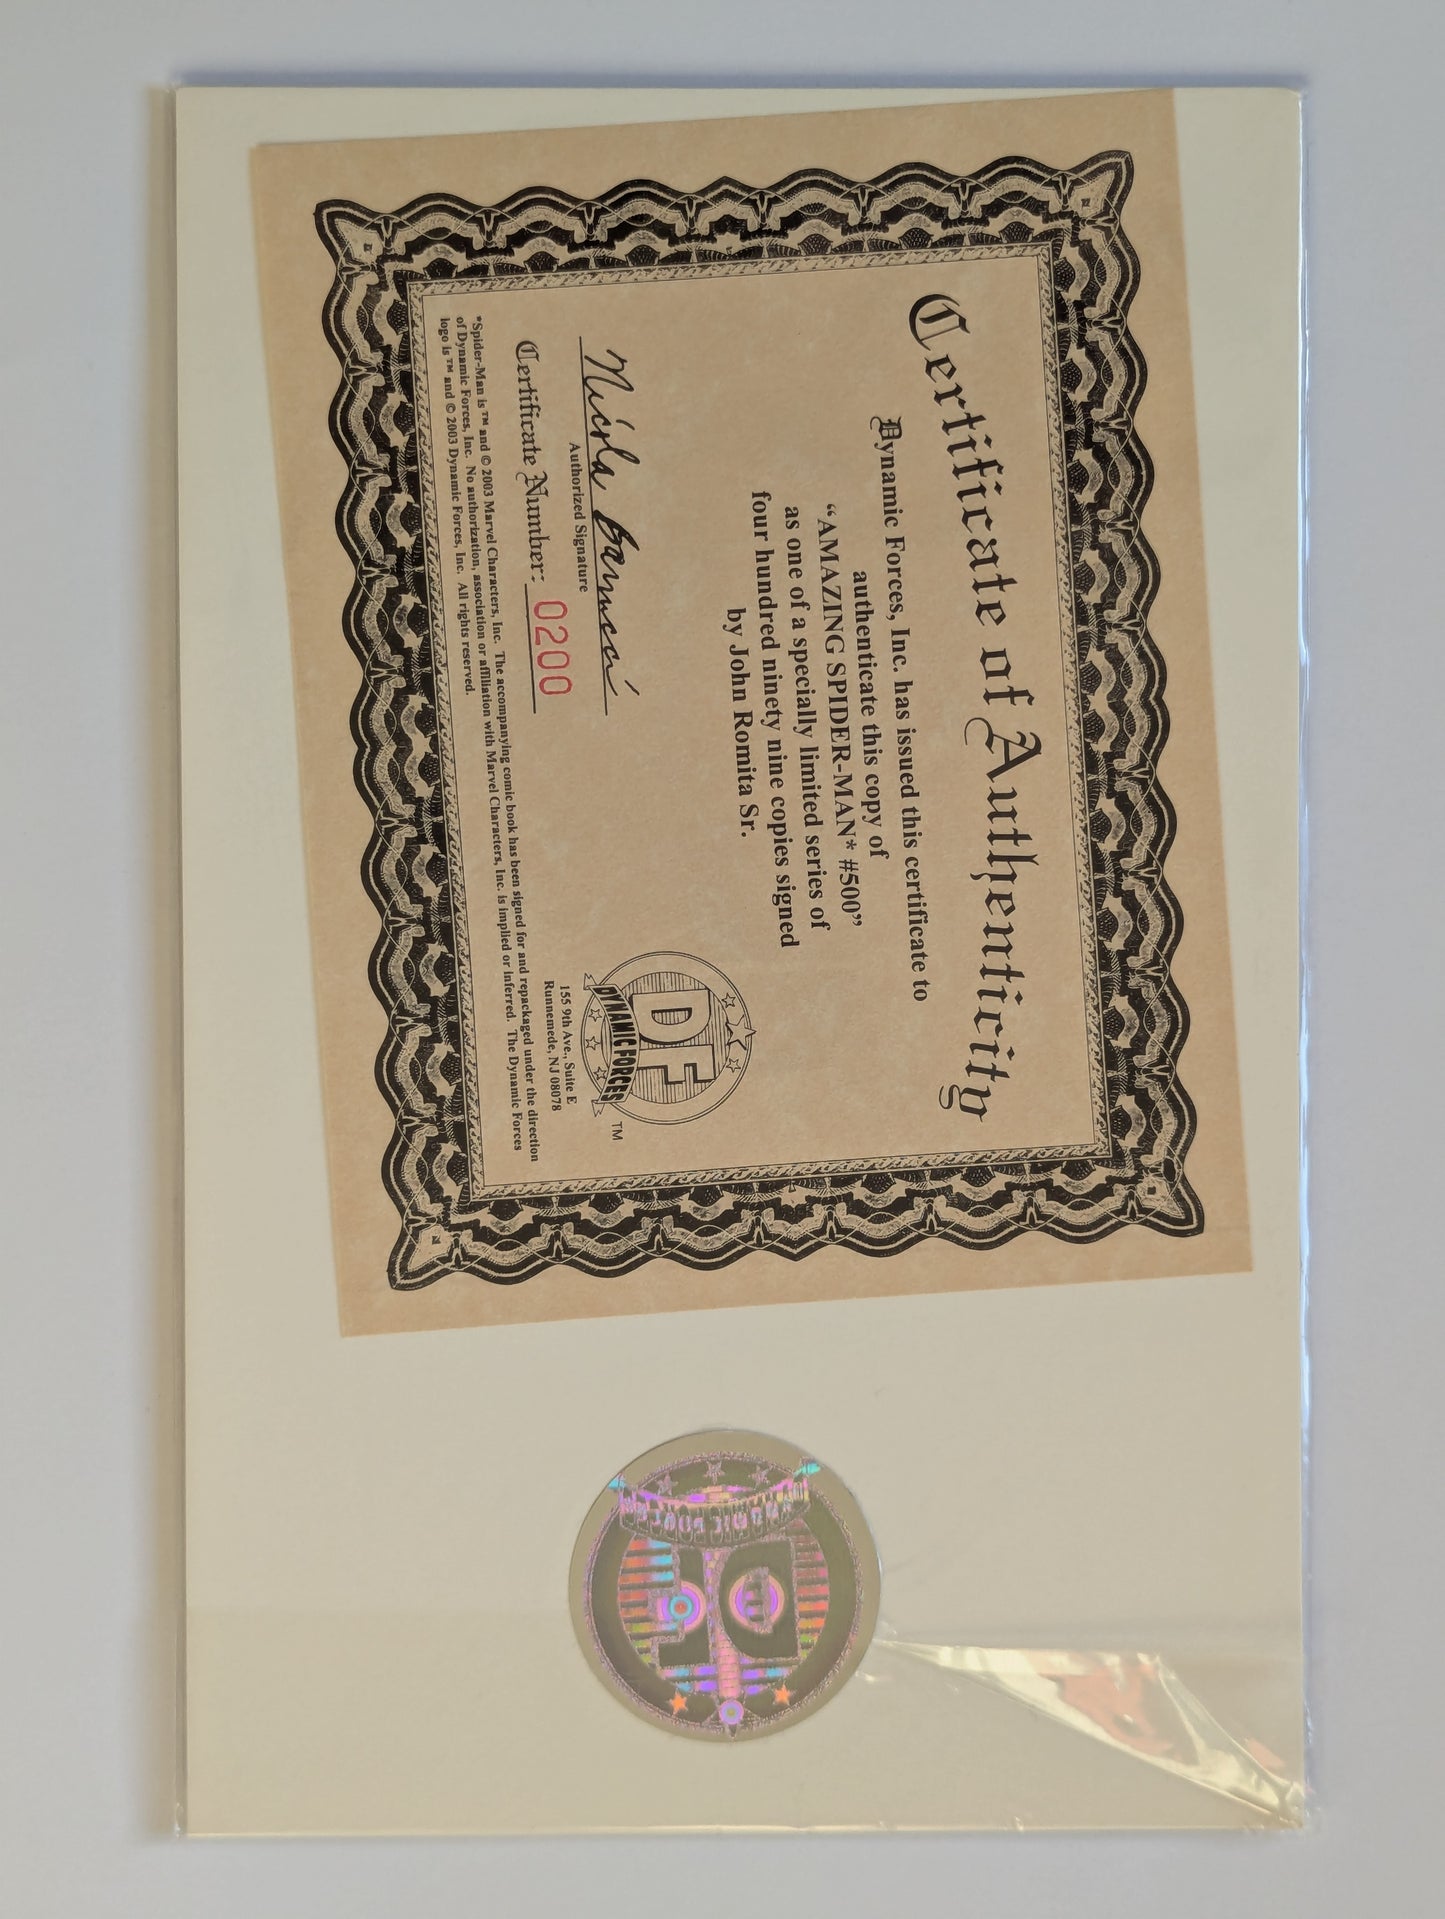 Certificate of Authenticity
Dynamic Forces, Inc. has issued this certificate to
authenticate this copy of
“AMAZING SPIDER-MAN* #500”
as one of a specially limited series of
four hundred ninety nine copies signed
by John Romita Sr.
Nicola Barrucci
Authorized Signature
Certificate Number: 0200
DF
DYNAMIC FORCES
TM
155 9th Ave., Suite E
Runnemede, NJ 08078
*Spider-Man is ™ and © 2003 Marvel Characters, Inc. The accompanying comic book has been signed for and repackaged under the direction
of Dynamic Forces, Inc. No authorization, association or affiliation with Marvel Characters, Inc. is implied or inferred. The Dynamic Forces
logo is ™ and © 2003 Dynamic Forces, Inc. All rights reserved.
DF
DYNAMIC FORCES